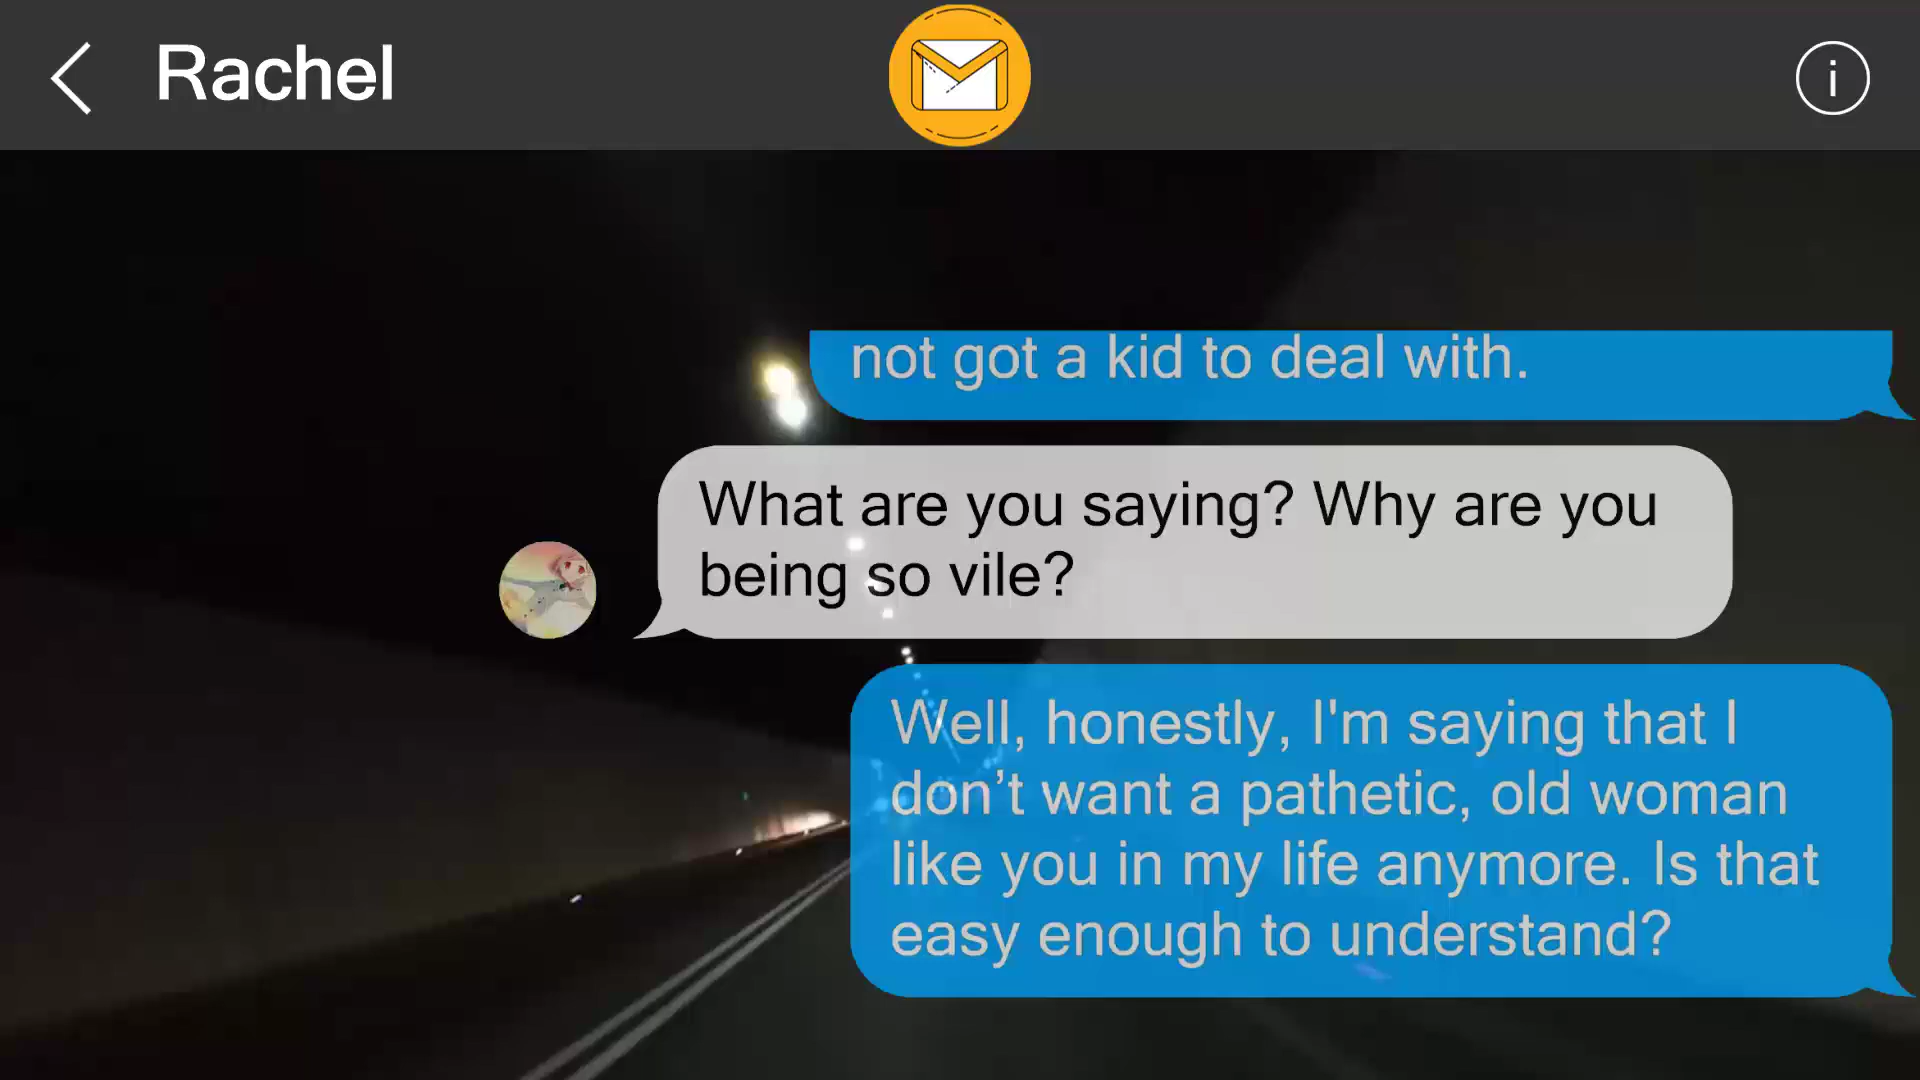 Rachel
i
not got a kid to deal with.
What are you saying? Why are you
being so vile?
Well, honestly, I'm saying that I
don’t want a pathetic, old woman
like you in my life anymore. Is that
easy enough to understand?